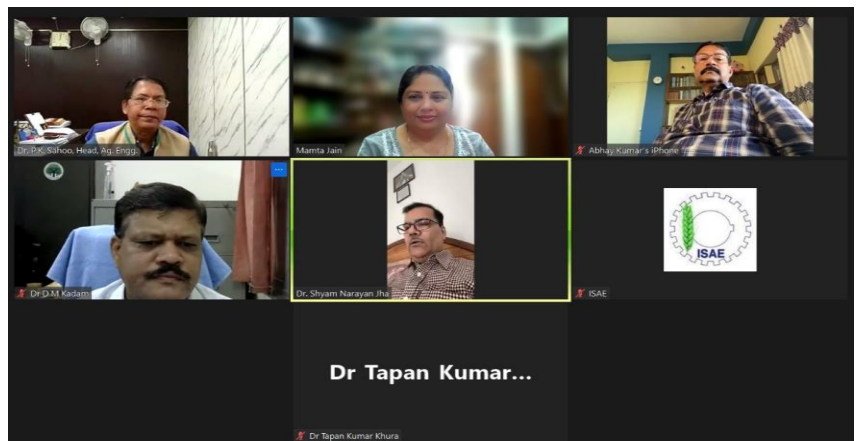 Dr. P.K. Sahoo, Head, Ag. Engg.
Mamta Jain
Abhay Kumar's iPhone
Dr D.M Kadam
Dr. Shyam Narayan Jha
ISAE
ISAE
Dr Tapan Kumar...
Dr Tapan Kumar Khura